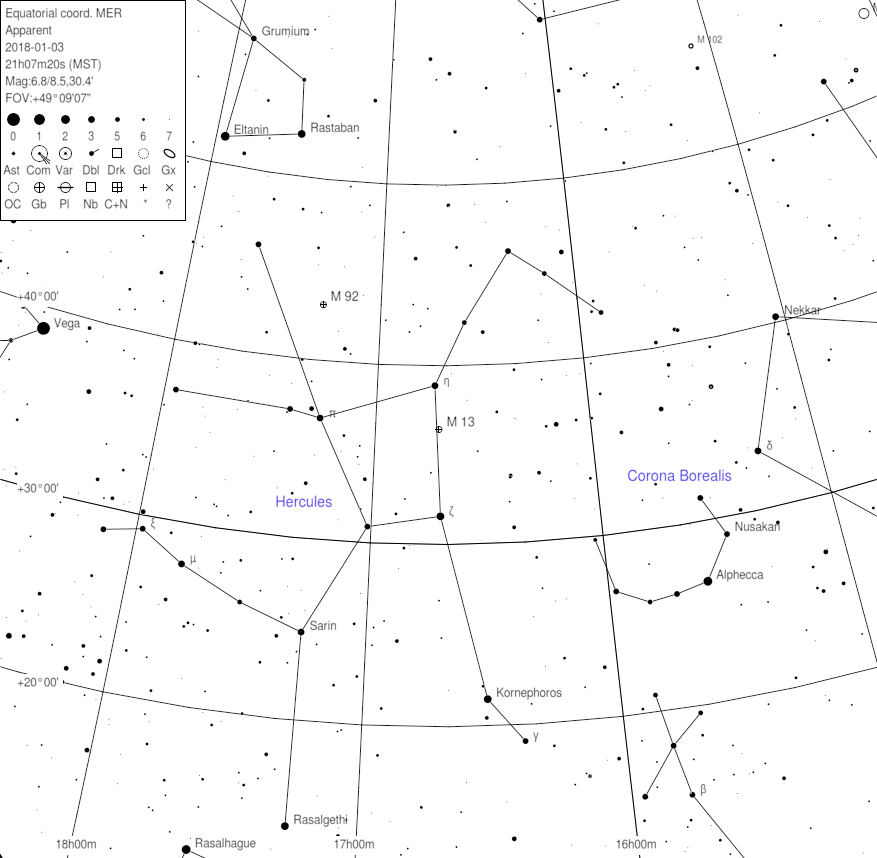 Equatorial coord. MER
Apparent
2018-01-03
21h07m20s (MST)
Mag:6.8/8.5,30.4'
FOV:+49°09'07"
0 1 2 3 5 6 7
Ast Com Var Dbl Drk Gcl Gx
OC Gb Pl Nb C+N * ?
Grumium
M 102
Eltanin
Rastaban
+40°00'
M 92
Vega
Nekkar
η
π
M 13
δ
Corona Borealis
+30°00'
Hercules
ζ
ξ
Nusakan
μ
Alphecca
Sarin
+20°00'
Kornephoros
γ
β
Rasalgethi
18h00m
Rasalhague
17h00m
16h00m